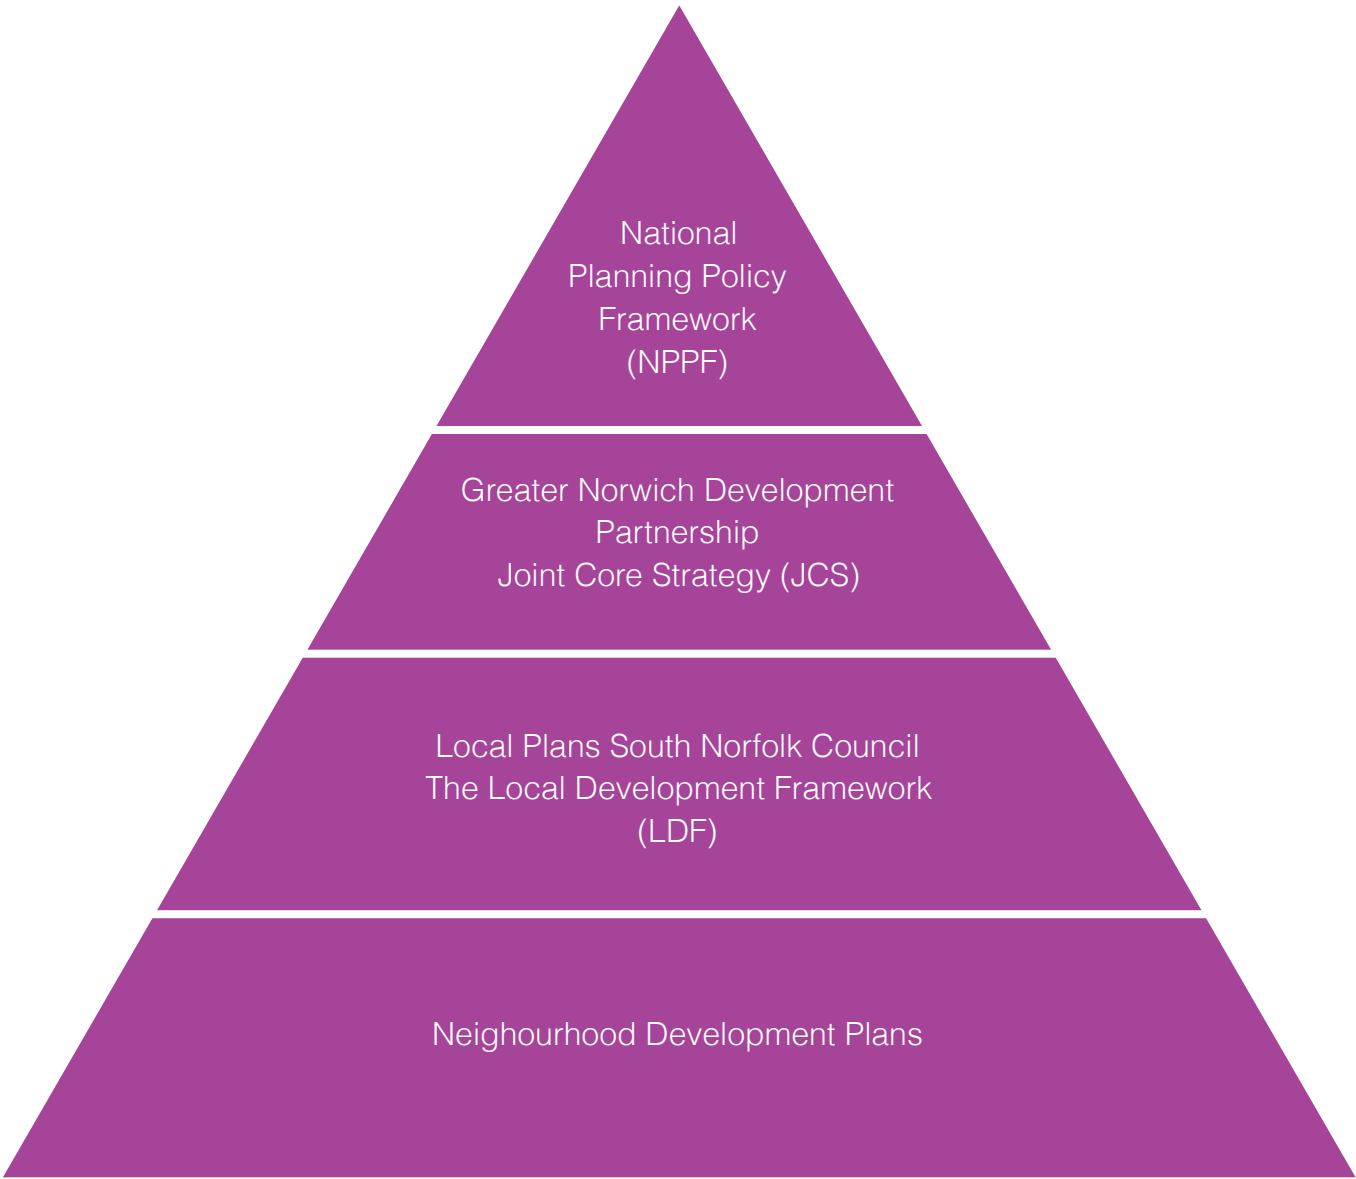 National
Planning Policy
Framework
(NPPF)
Greater Norwich Development
Partnership
Joint Core Strategy (JCS)
Local Plans South Norfolk Council
The Local Development Framework
(LDF)
Neighourhood Development Plans